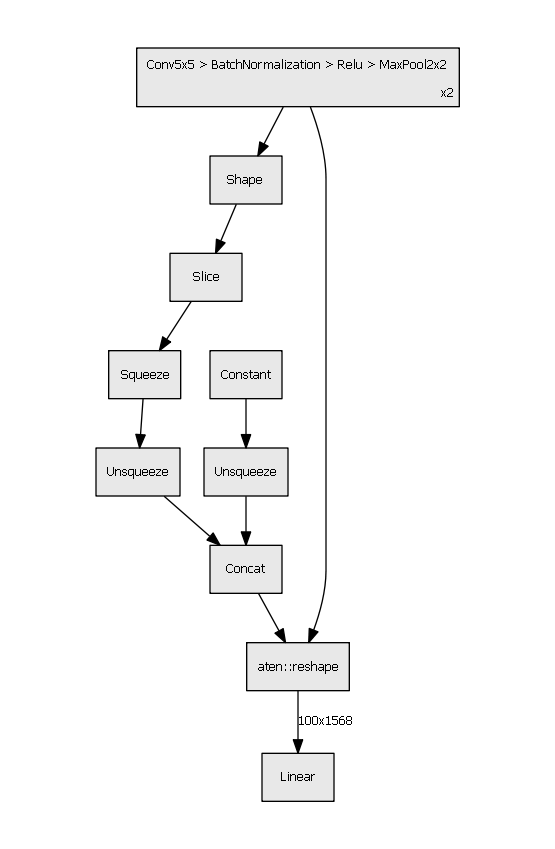 Conv5x5 > BatchNormalization > Relu > MaxPool2x2
x2
Shape
Slice
Squeeze
Constant
Unsqueeze
Unsqueeze
Concat
aten::reshape
100x1568
Linear